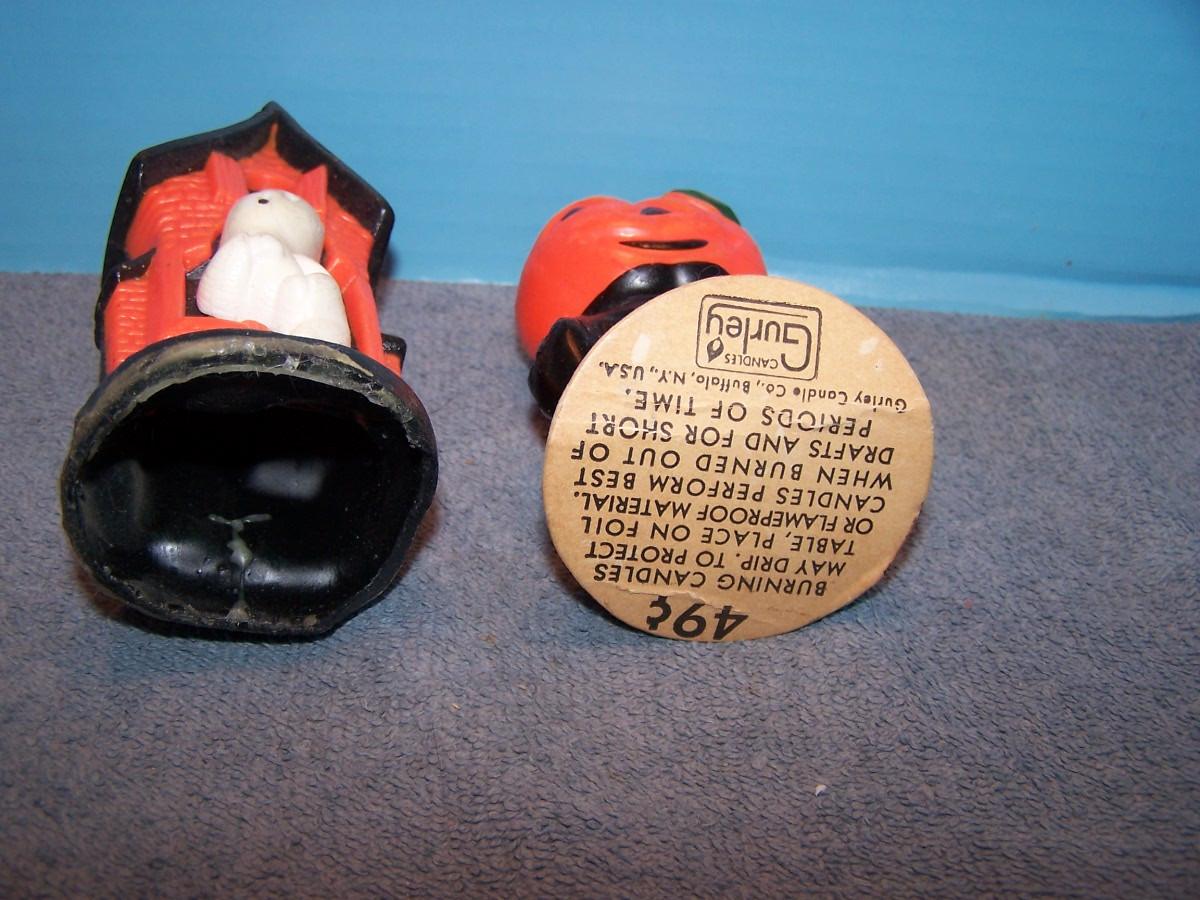 49¢
BURNING CANDLES
MAY DRIP. TO PROTECT
TABLE, PLACE ON FOIL
OR FLAMEPROOF MATERIAL.
CANDLES PERFORM BEST
WHEN BURNED OUT OF
DRAFTS AND FOR SHORT
PERIODS OF TIME.
Gurley Candle Co., Buffalo, N.Y., U.S.A.
CANDLES
Gurley